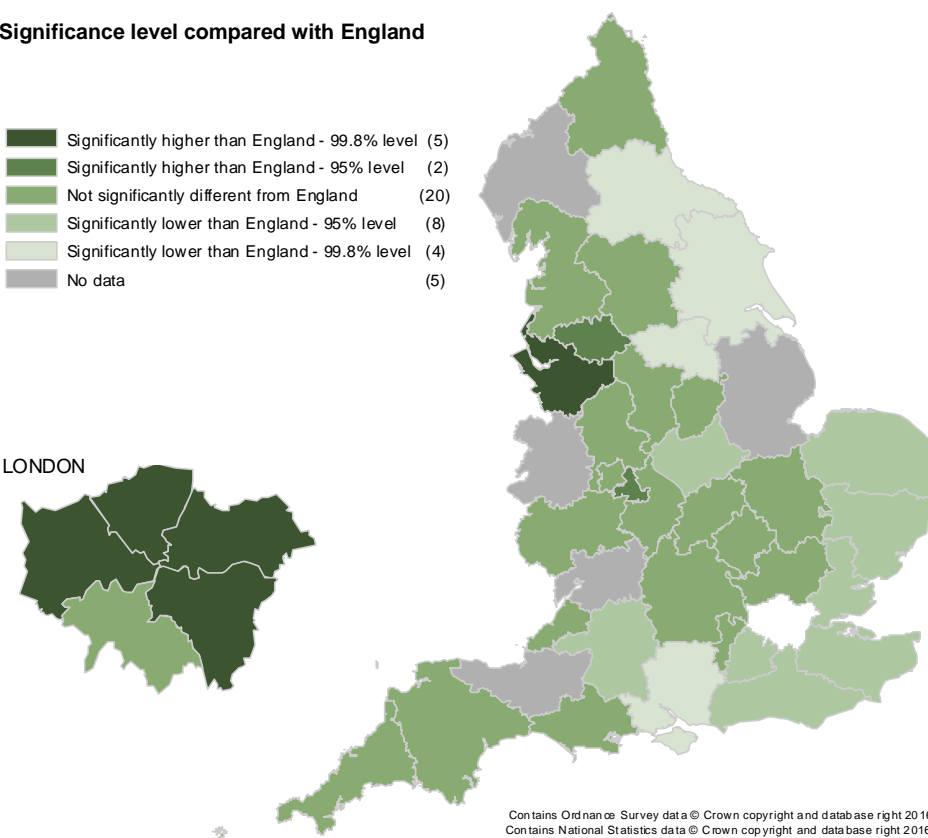 Significance level compared with England
Significantly higher than England - 99.8% level (5)
Significantly higher than England - 95% level (2)
Not significantly different from England (20)
Significantly lower than England - 95% level (8)
Significantly lower than England - 99.8% level (4)
No data (5)
LONDON
Contains Ordnance Survey data © Crown copyright and database right 2016
Contains National Statistics data © Crown copyright and database right 2016